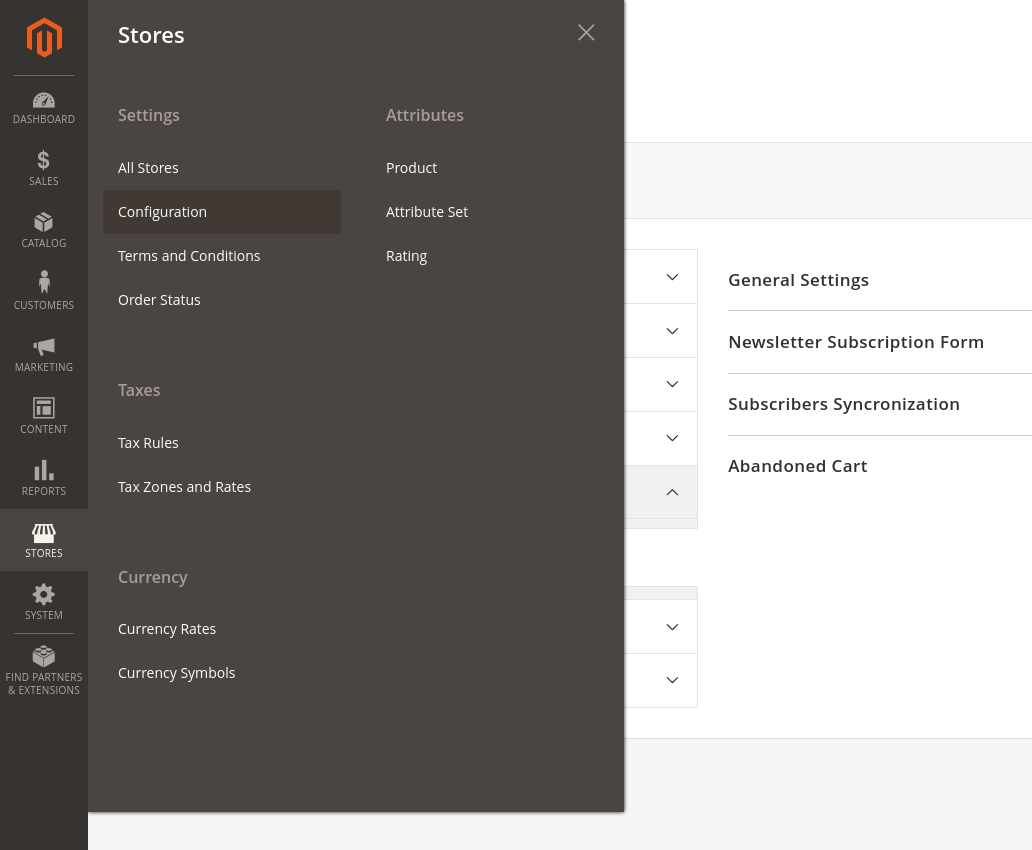 DASHBOARD
SALES
CATALOG
CUSTOMERS
MARKETING
CONTENT
REPORTS
STORES
SYSTEM
FIND PARTNERS
& EXTENSIONS
Stores
Settings
All Stores
Configuration
Terms and Conditions
Order Status
Taxes
Tax Rules
Tax Zones and Rates
Currency
Currency Rates
Currency Symbols
Attributes
Product
Attribute Set
Rating
General Settings
Newsletter Subscription Form
Subscribers Syncronization
Abandoned Cart